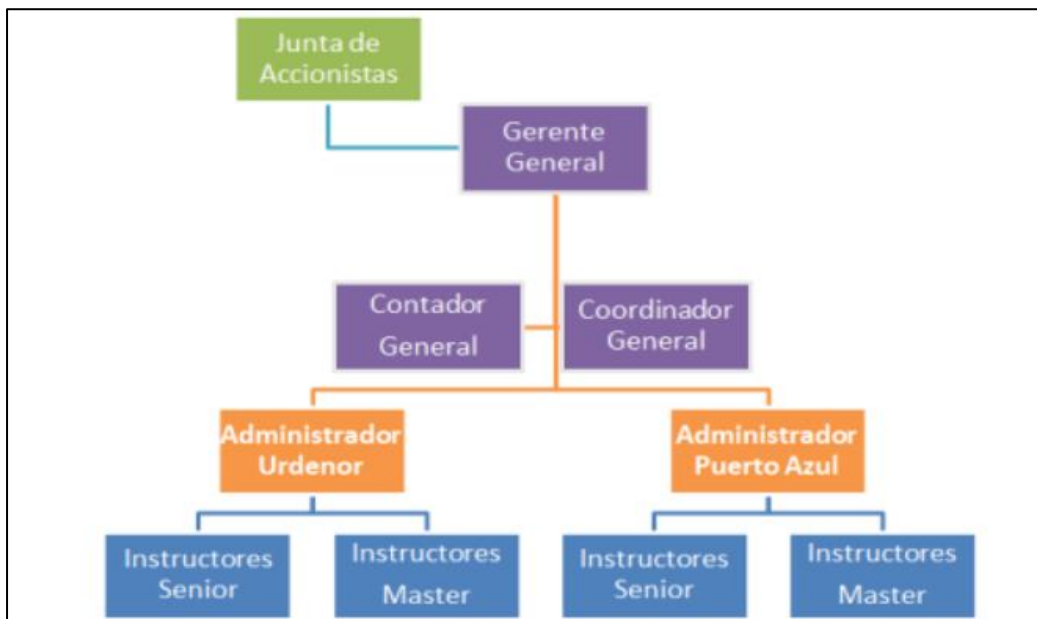 Junta de
Accionistas
Gerente
General
Contador
General
Coordinador
General
Administrador
Urdenor
Administrador
Puerto Azul
Instructores
Senior
Instructores
Master
Instructores
Senior
Instructores
Master